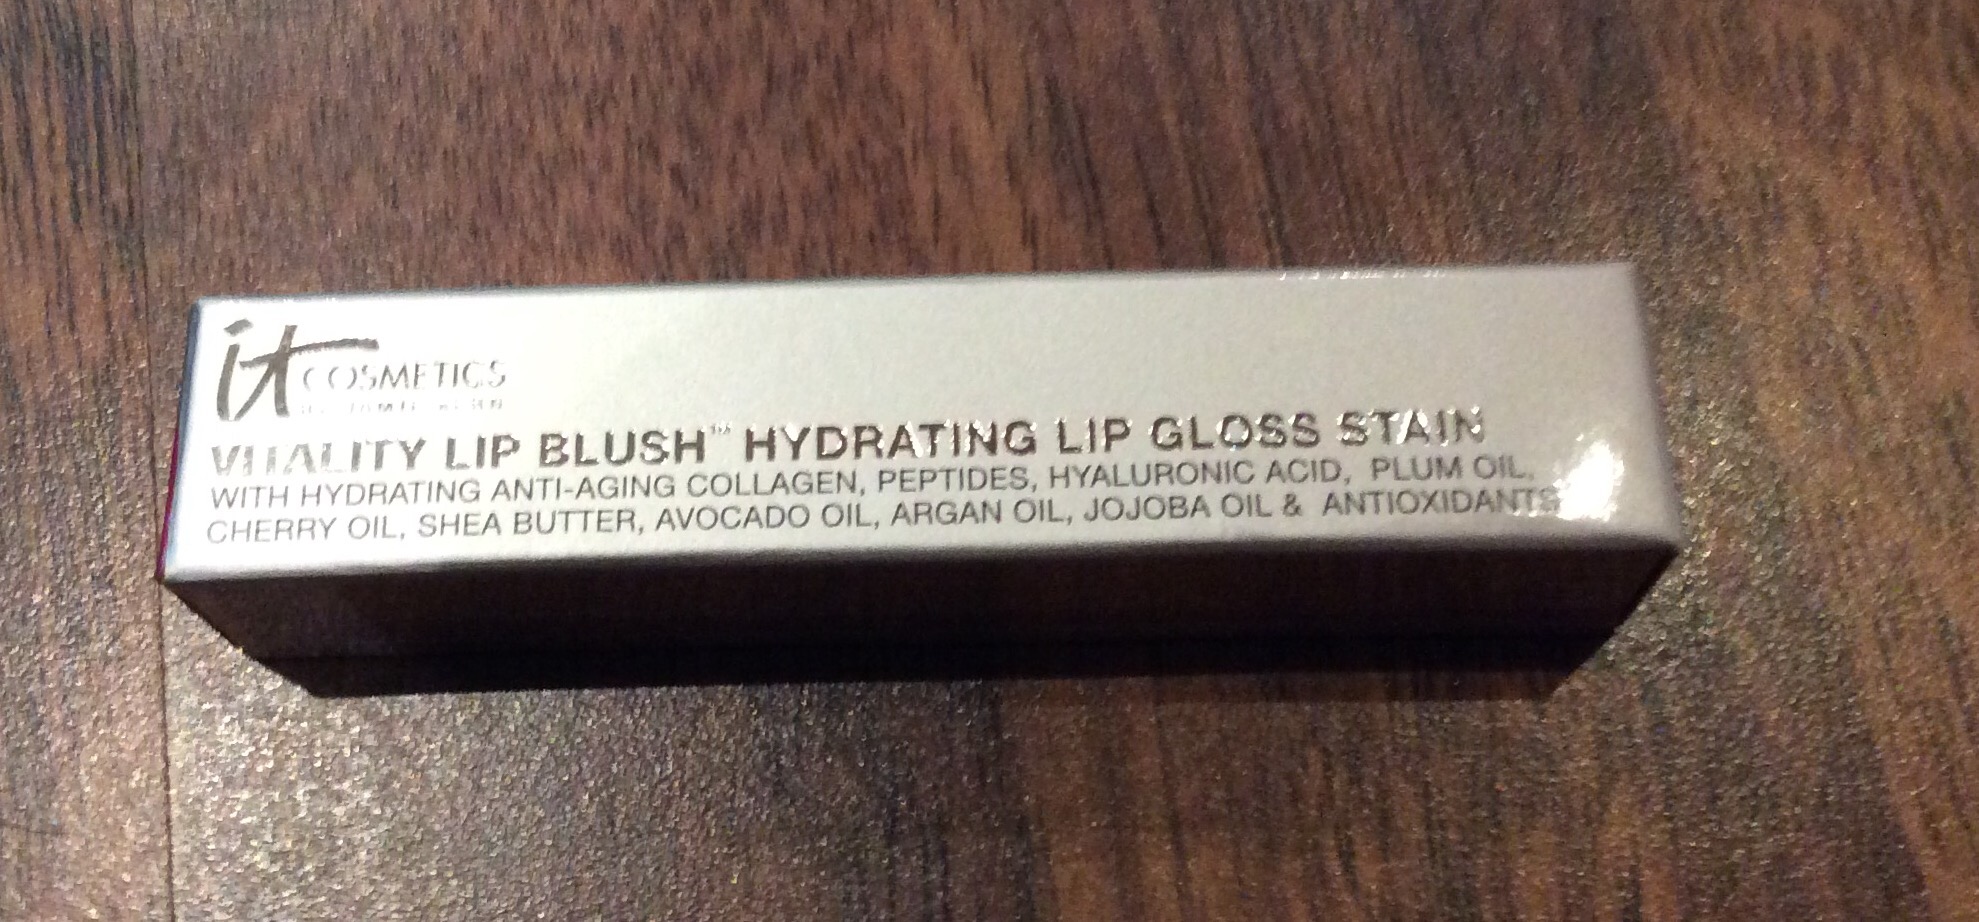 it COSMETICS
VITALITY LIP BLUSH™ HYDRATING LIP GLOSS STAIN
WITH HYDRATING ANTI-AGING COLLAGEN, PEPTIDES, HYALURONIC ACID, PLUM OIL,
CHERRY OIL, SHEA BUTTER, AVOCADO OIL, ARGAN OIL, JOJOBA OIL & ANTIOXIDANTS